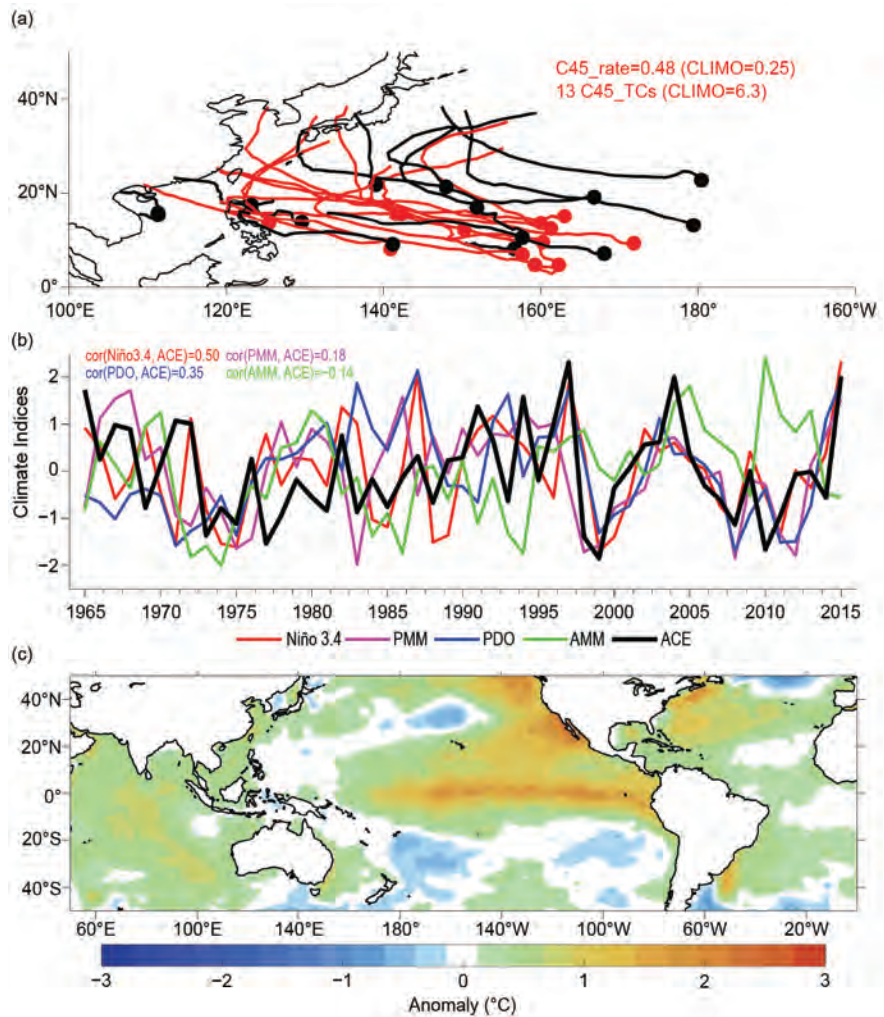 (a)
C45_rate=0.48 (CLIMO=0.25)
13 C45_TCs (CLIMO=6.3)
40°N
20°N
0°
100°E 120°E 140°E 160°E 180° 160°W
(b)
cor(Niño3.4, ACE)=0.50 cor(PMM, ACE)=0.18
cor(PDO, ACE)=0.35 cor(AMM, ACE)=−0.14
Climate Indices
2
1
0
−1
−2
1965 1970 1975 1980 1985 1990 1995 2000 2005 2010 2015
Niño 3.4 PMM PDO AMM ACE
(c)
40°N
20°N
0°
20°S
40°S
60°E 100°E 140°E 180°W 140°W 100°W 60°W 20°W
−3 −2 −1 0 1 2 3
Anomaly (°C)